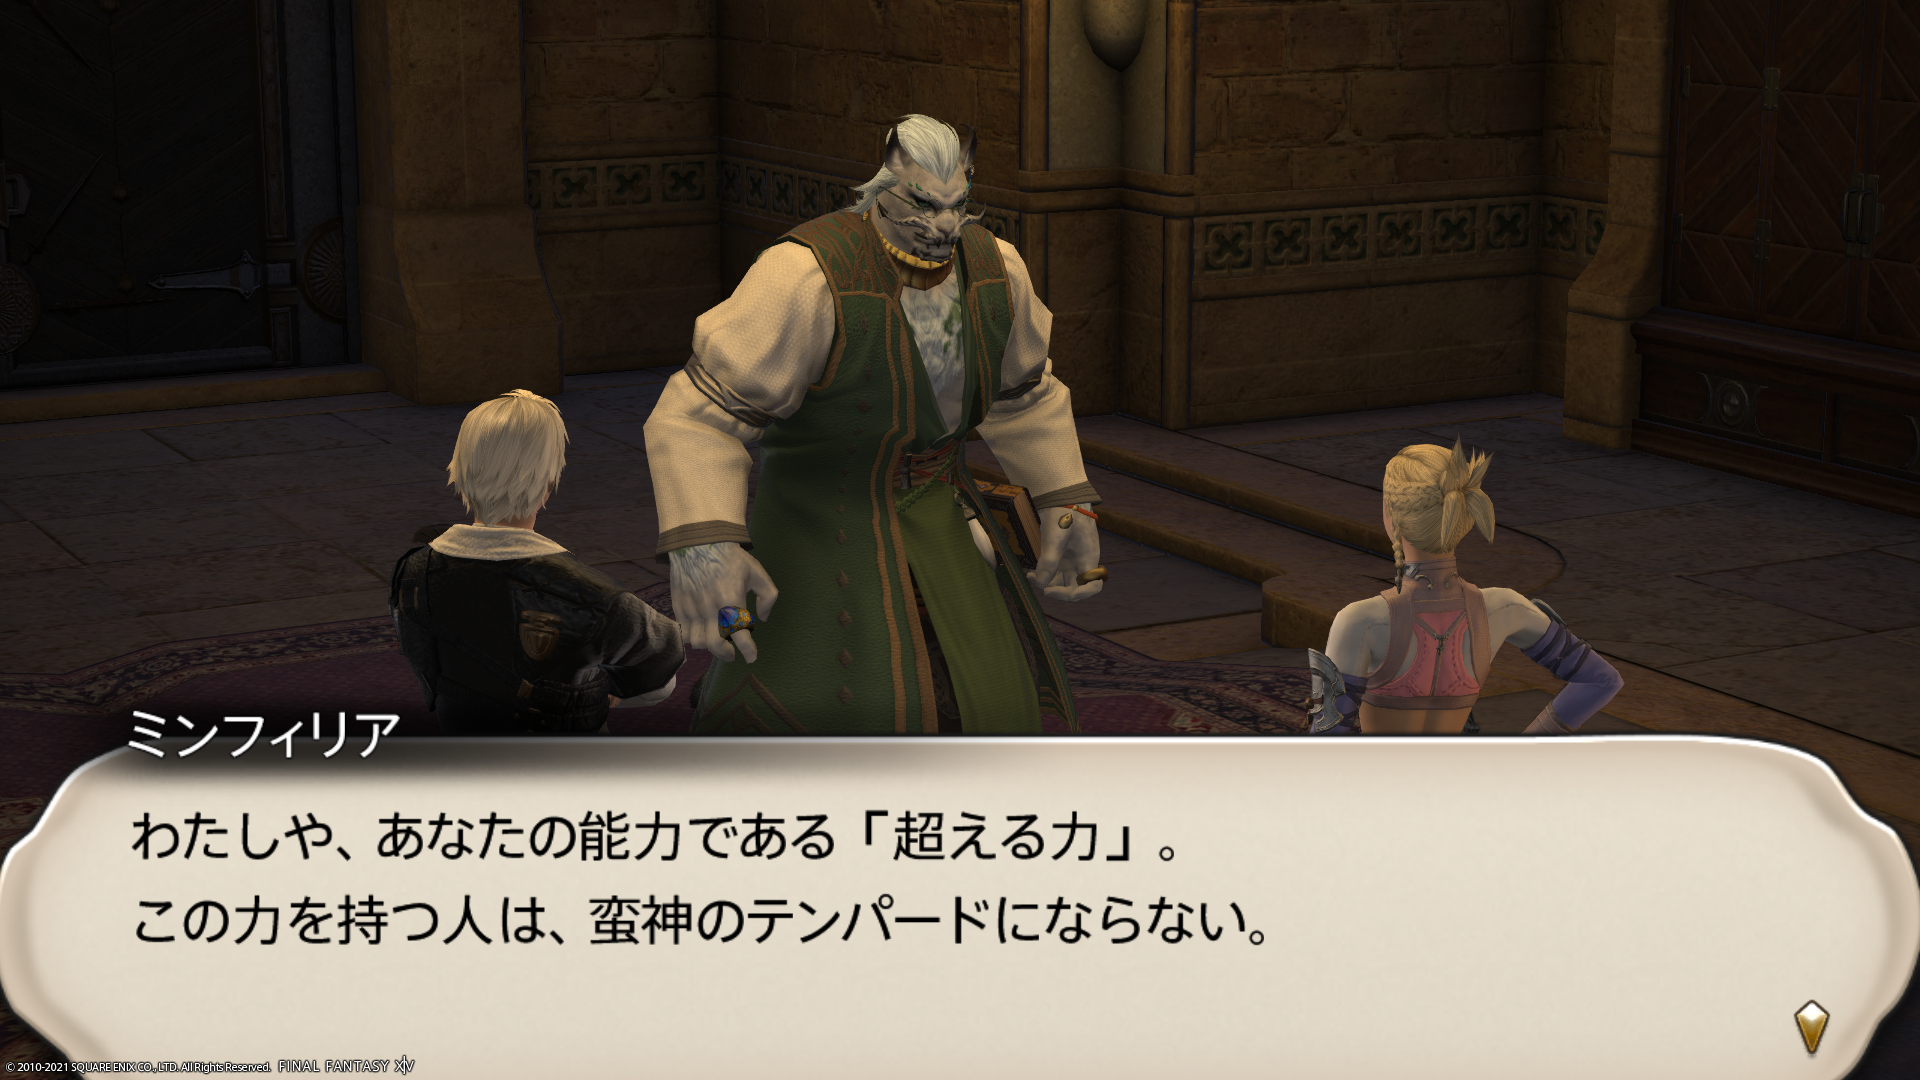 ミンフィリア
わたしや、あなたの能力である「超える力」。
この力を持つ人は、蛮神のテンパードにならない。
© 2010-2021 SQUARE ENIX CO., LTD. All Rights Reserved. FINAL FANTASY XIV